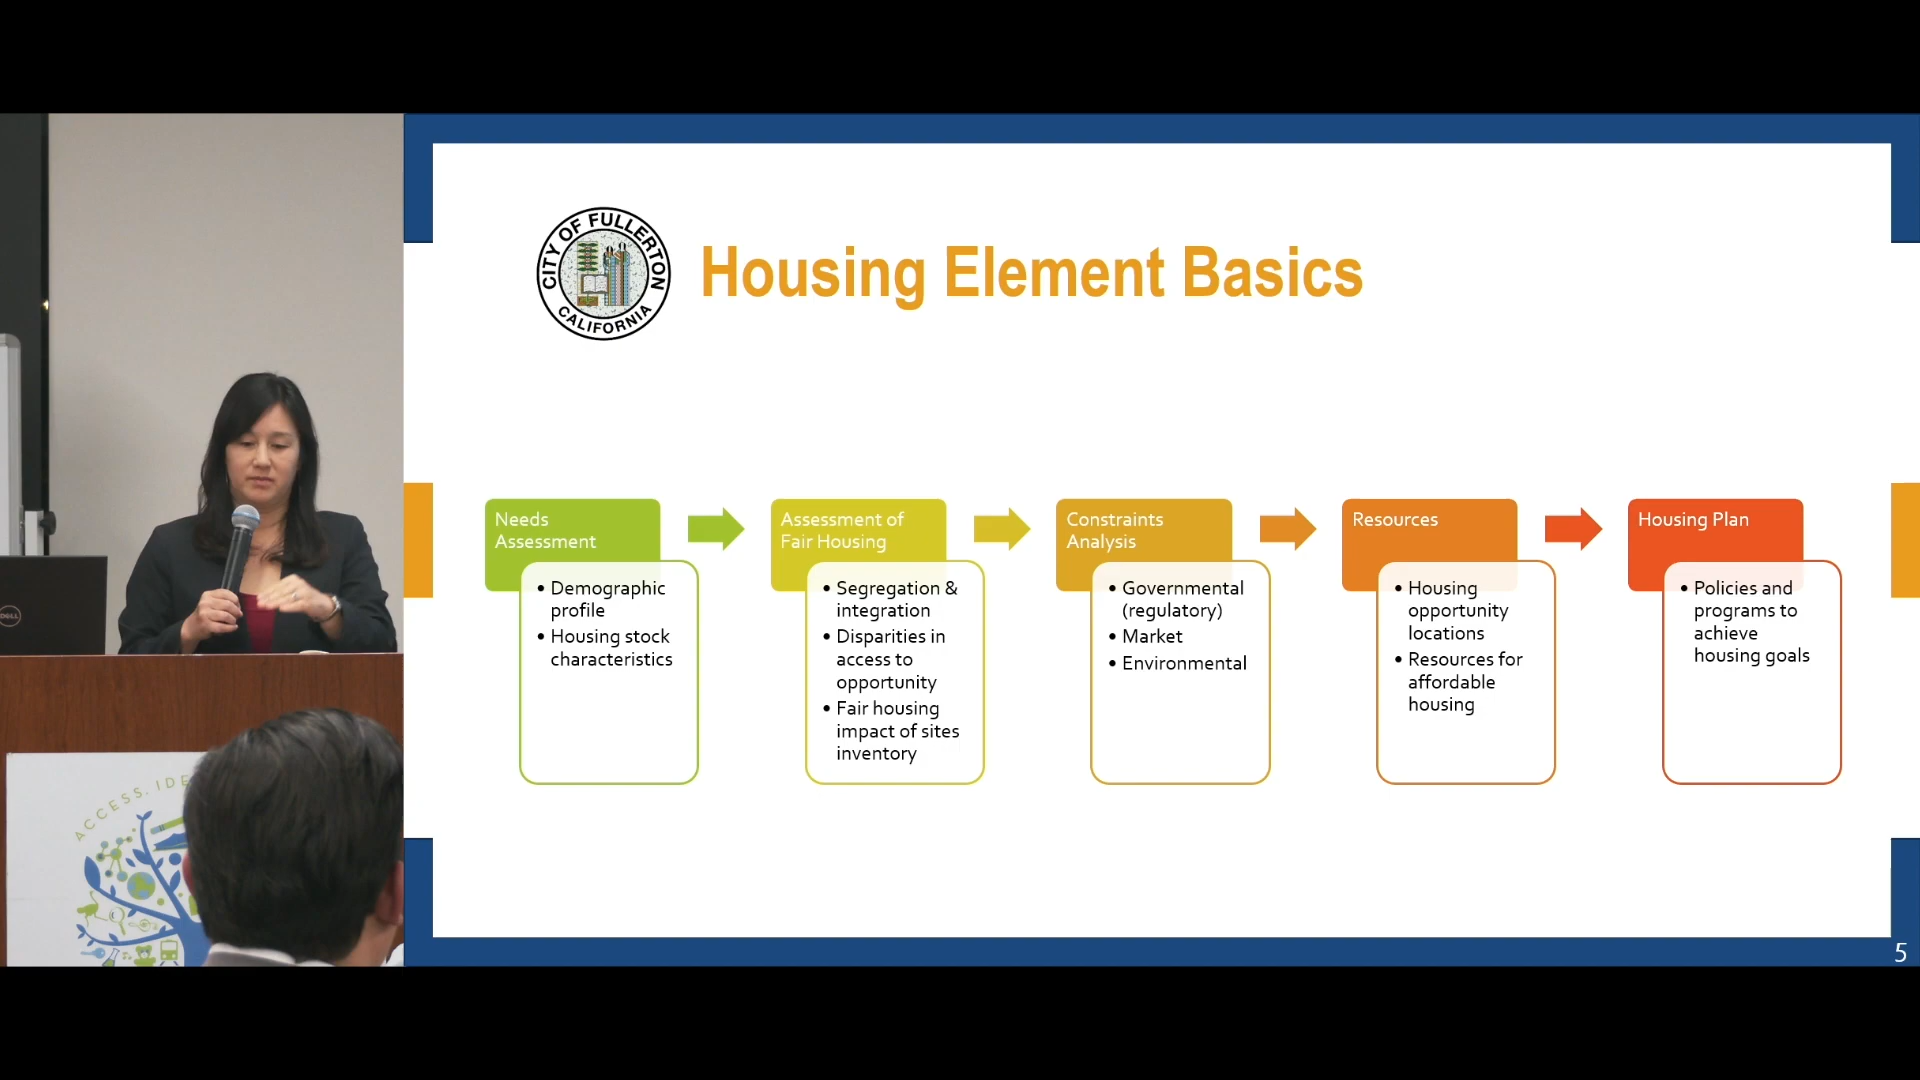 CITY OF FULLERTON
CALIFORNIA
Housing Element Basics
Needs
Assessment
• Demographic
profile
• Housing stock
characteristics
Assessment of
Fair Housing
• Segregation &
integration
• Disparities in
access to
opportunity
• Fair housing
impact of sites
inventory
Constraints
Analysis
• Governmental
(regulatory)
• Market
• Environmental
Resources
• Housing
opportunity
locations
• Resources for
affordable
housing
Housing Plan
• Policies and
programs to
achieve
housing goals
5
DELL
ACCESS.